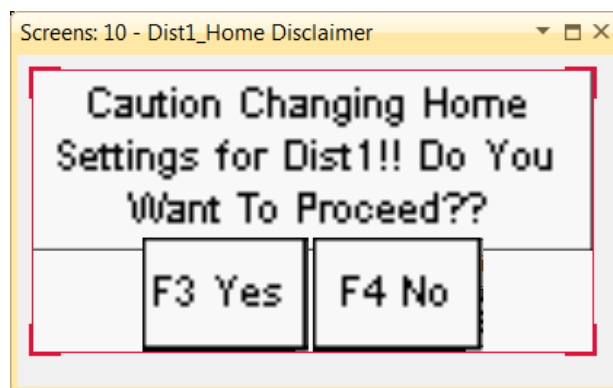 Screens: 10 - Dist1_Home Disclaimer
Caution Changing Home
Settings for Dist1!! Do You
Want To Proceed??
F3 Yes
F4 No